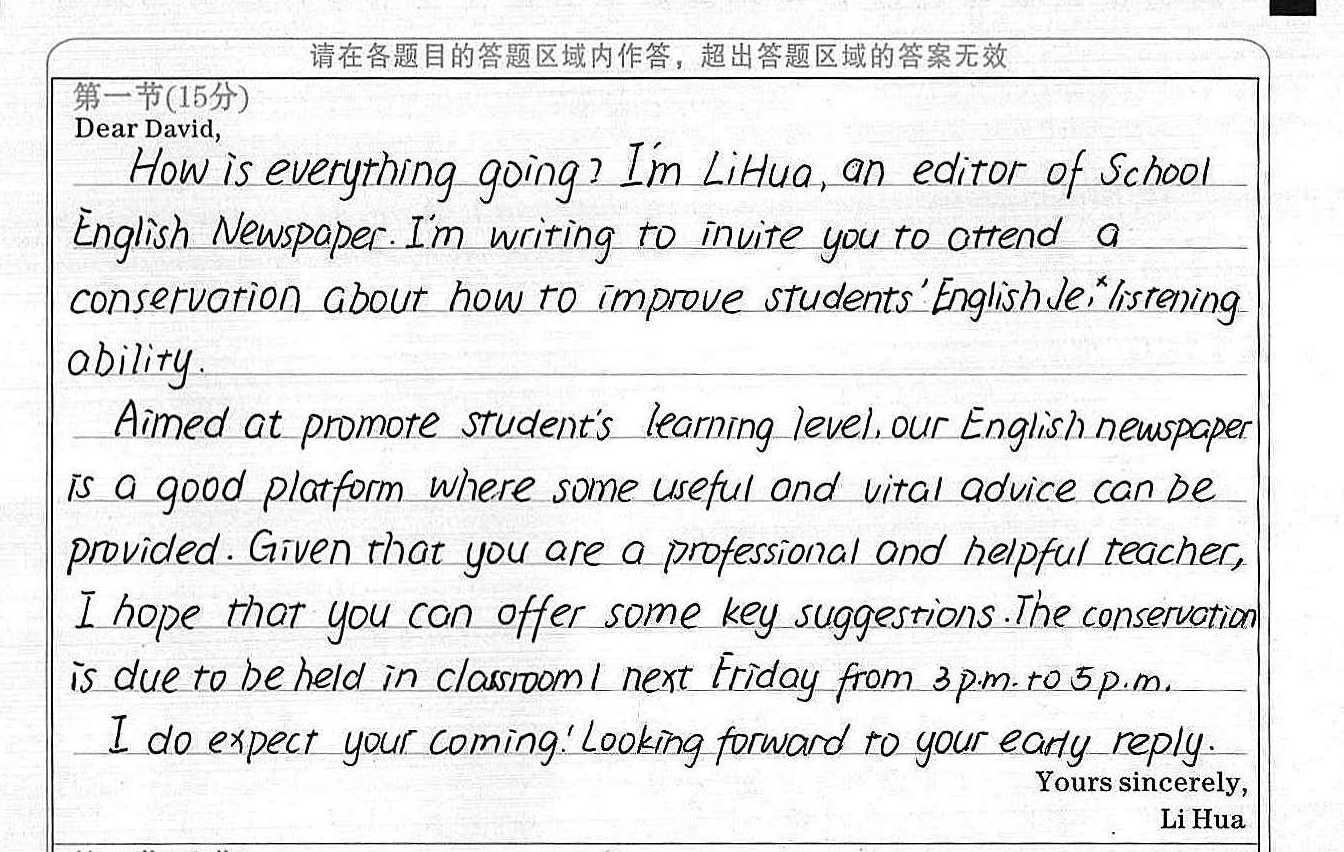 请在各题目的答题区域内作答，超出答题区域的答案无效
第一节(15分)
Dear David,
How is everything going? I'm LiHua, an editor of School
English Newspaper. I'm writing to invite you to attend a
conservation about how to improve students' English le, listening
ability.
Aimed at promote student's learning level, our English newspaper
is a good platform where some useful and vital advice can be
provided. Given that you are a professional and helpful teacher,
I hope that you can offer some key suggestions. The conservation
is due to be held in classroom 1 next Friday from 3 p.m. to 5 p.m.
I do expect your coming! Looking forward to your early reply.
Yours sincerely,
Li Hua